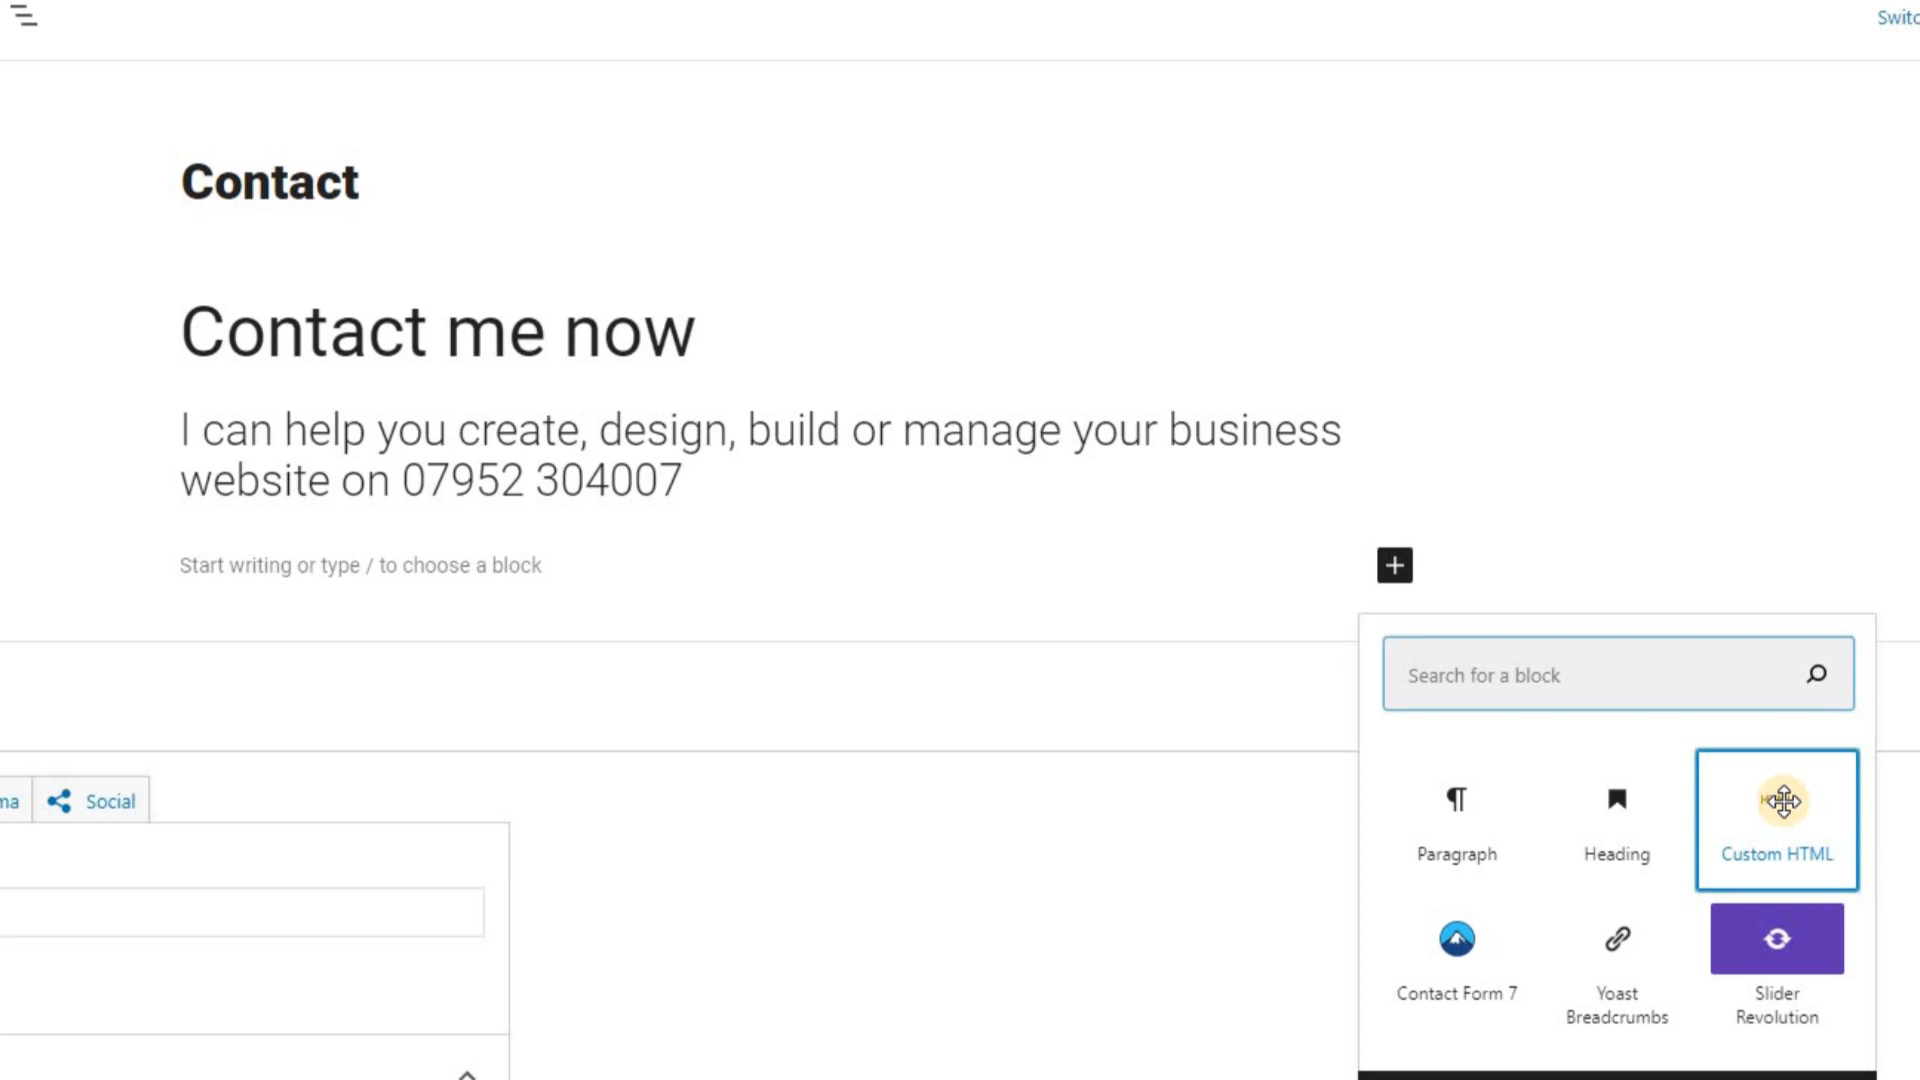 Contact
Contact me now
I can help you create, design, build or manage your business
website on 07952 304007
Start writing or type / to choose a block
Search for a block
Social
Paragraph
Heading
Custom HTML
Contact Form 7
Yoast
Breadcrumbs
Slider
Revolution